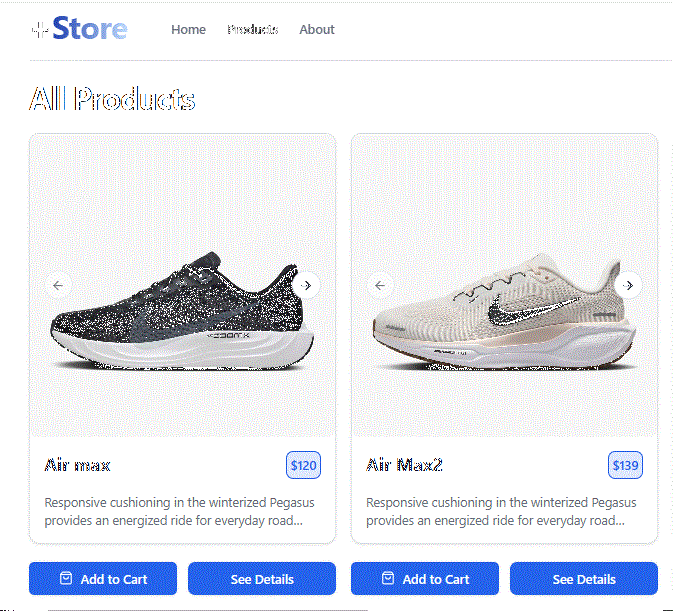 Store
Home Products About
All Products
Air max $120
Responsive cushioning in the winterized Pegasus
provides an energized ride for everyday road...
Add to Cart See Details
Air Max2 $139
Responsive cushioning in the winterized Pegasus
provides an energized ride for everyday road...
Add to Cart See Details